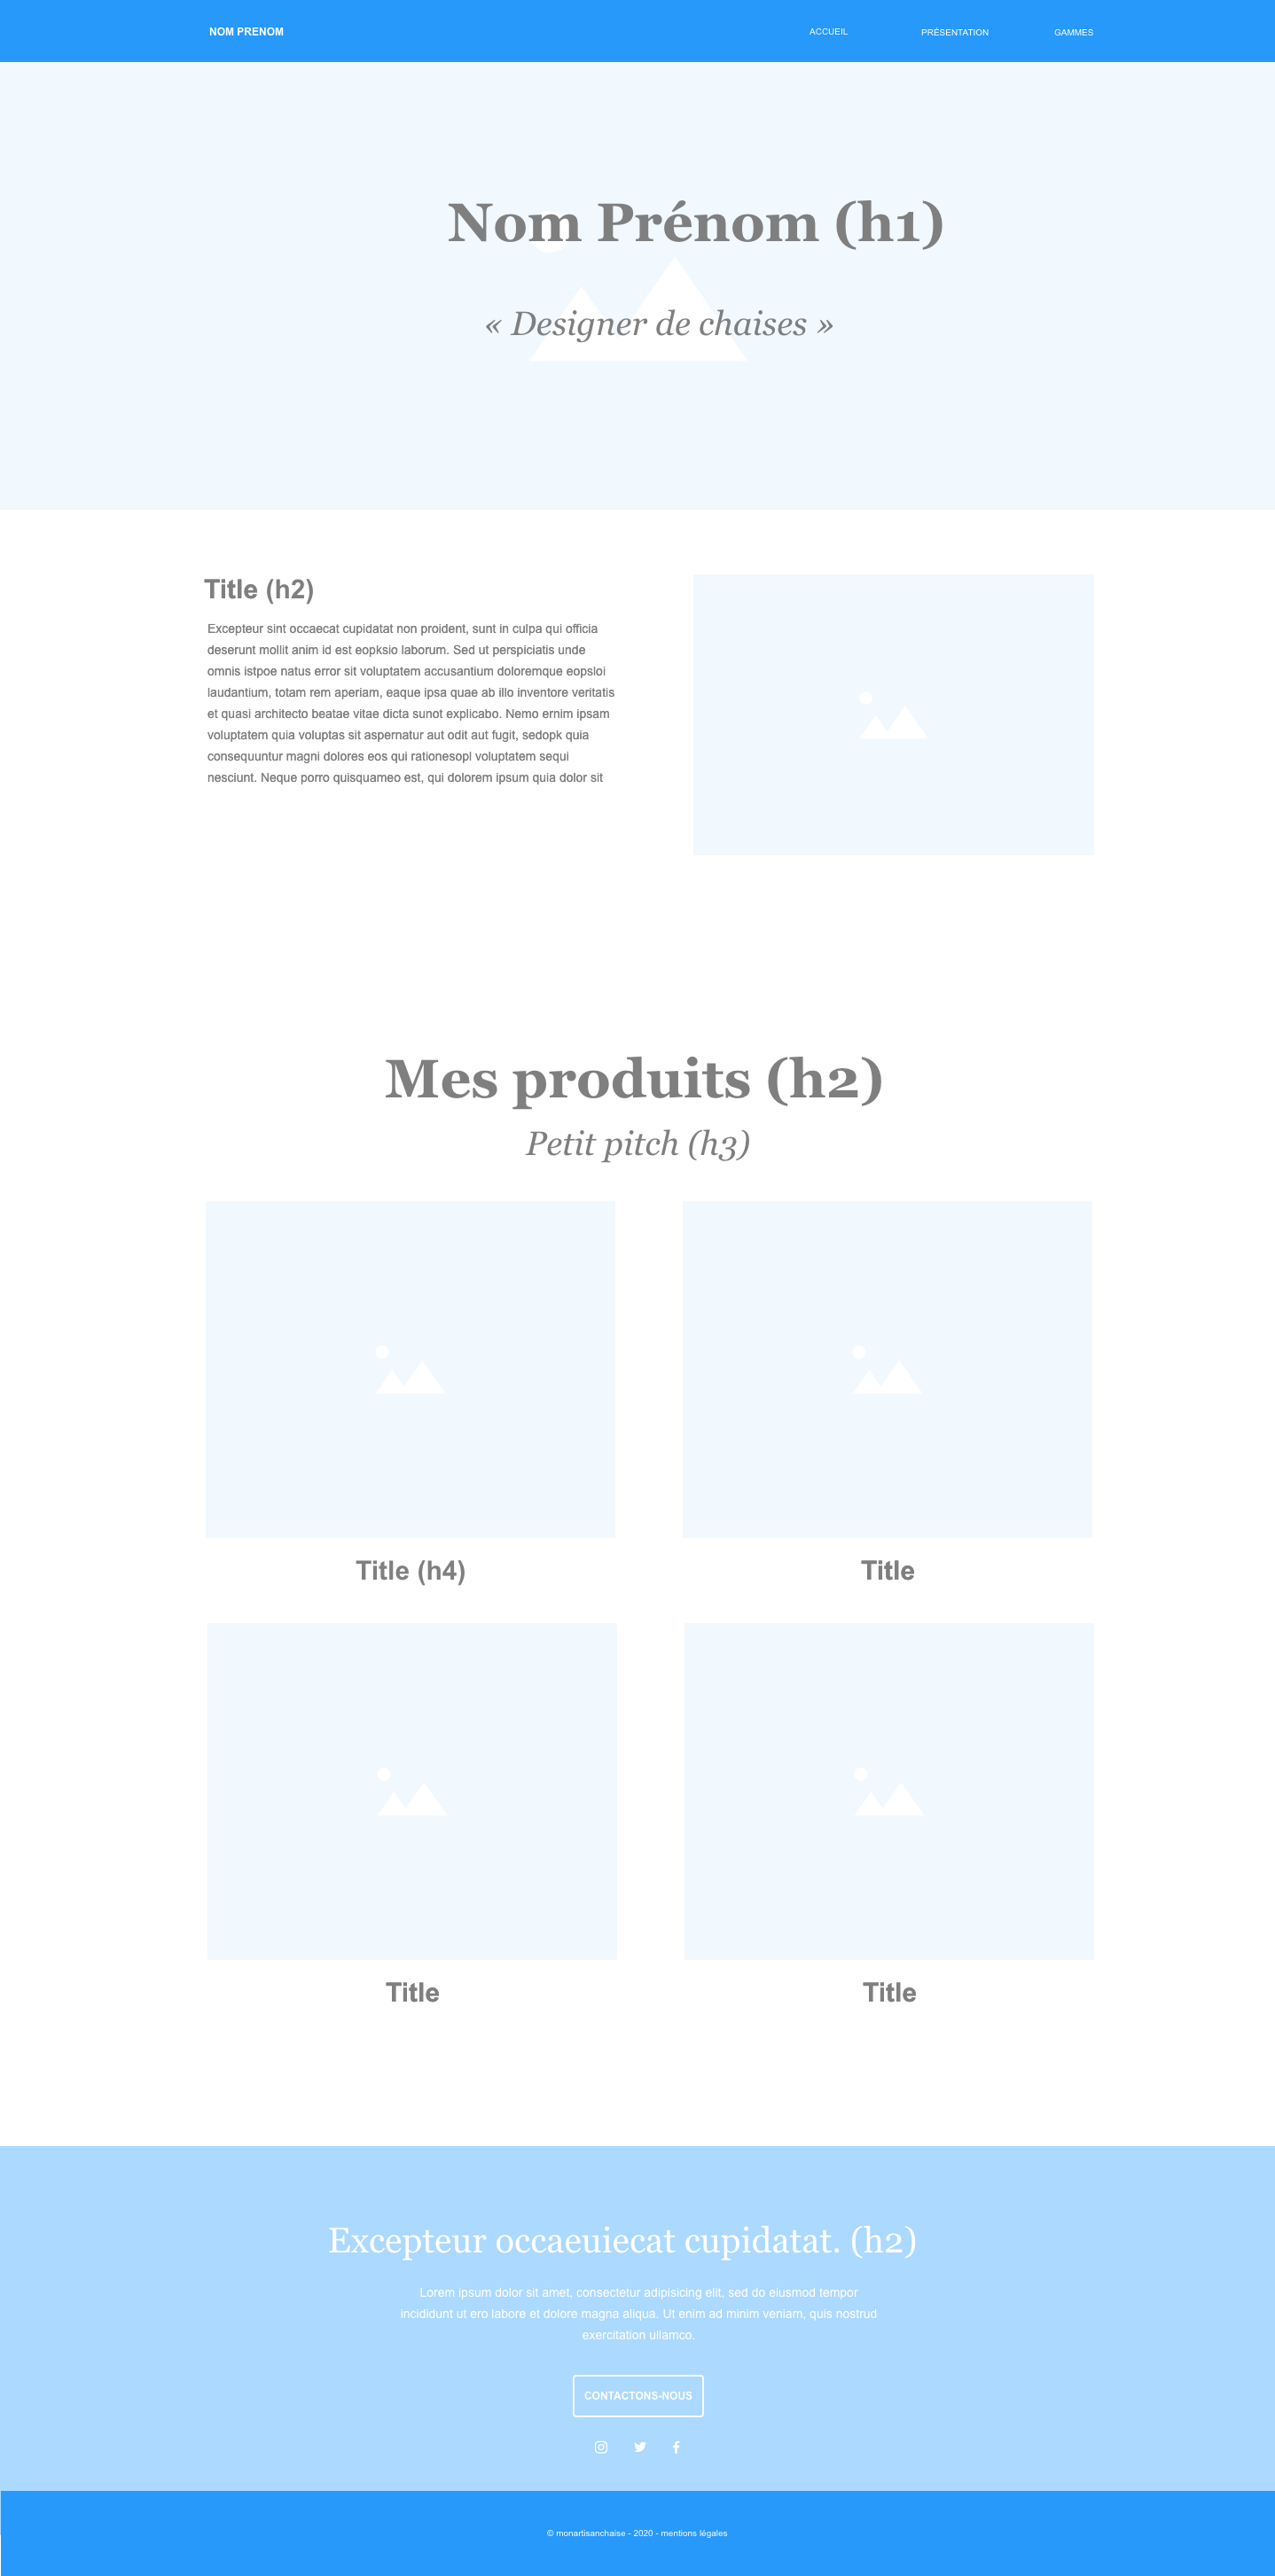 NOM PRENOM
ACCUEIL
PRÉSENTATION
GAMMES
Nom Prénom (h1)
« Designer de chaises »
Title (h2)
Excepteur sint occaecat cupidatat non proident, sunt in culpa qui officia
deserunt mollit anim id est eopksio laborum. Sed ut perspiciatis unde
omnis istpoe natus error sit voluptatem accusantium doloremque eopsloi
laudantium, totam rem aperiam, eaque ipsa quae ab illo inventore veritatis
et quasi architecto beatae vitae dicta sunot explicabo. Nemo ernim ipsam
voluptatem quia voluptas sit aspernatur aut odit aut fugit, sedopk quia
consequuntur magni dolores eos qui rationesopl voluptatem sequi
nesciunt. Neque porro quisquameo est, qui dolorem ipsum quia dolor sit
Mes produits (h2)
Petit pitch (h3)
Title (h4)
Title
Title
Title
Excepteur occaeuiecat cupidatat. (h2)
Lorem ipsum dolor sit amet, consectetur adipisicing elit, sed do eiusmod tempor
incididunt ut ero labore et dolore magna aliqua. Ut enim ad minim veniam, quis nostrud
exercitation ullamco.
CONTACTONS-NOUS
© monartisanchaise - 2020 - mentions légales